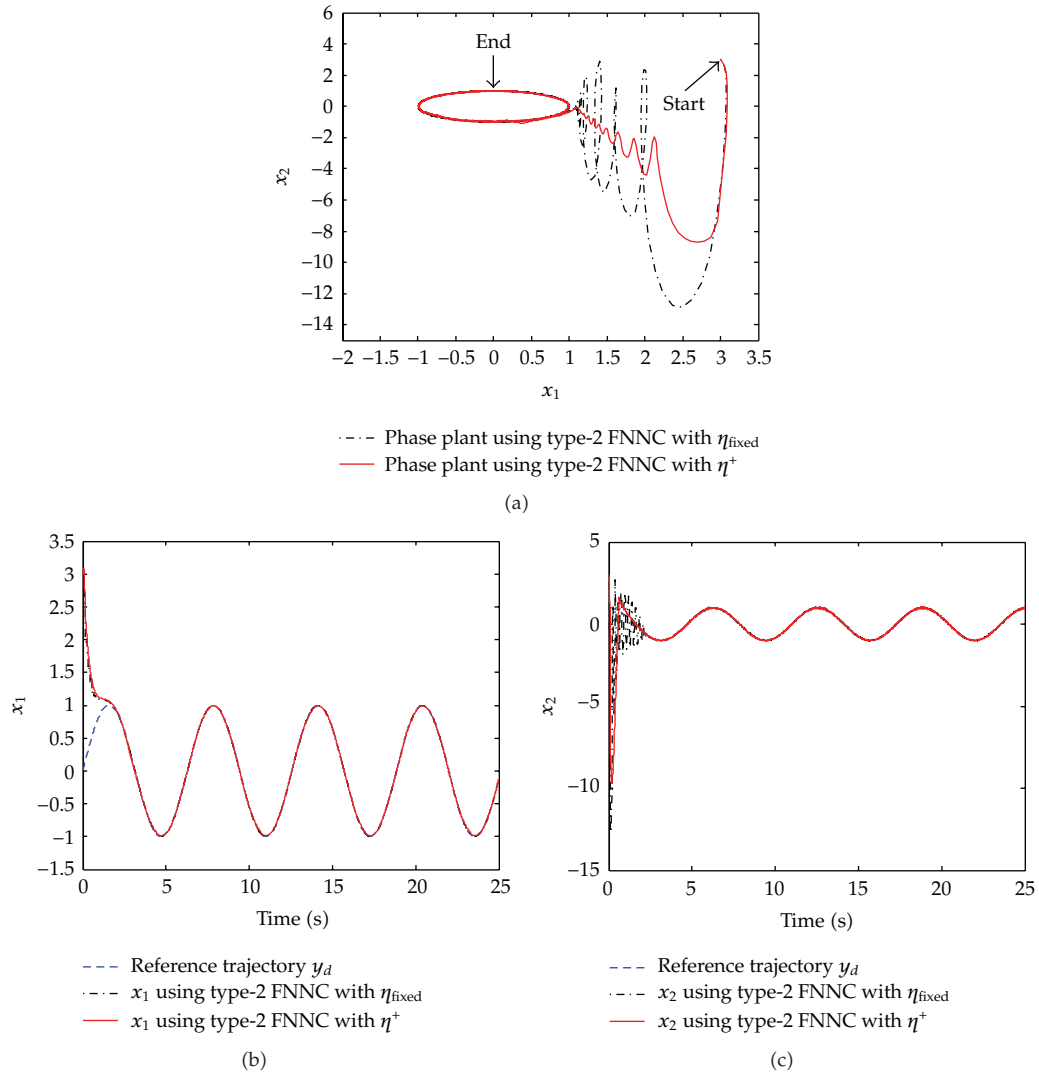 6
4
2
0
−2
−4
−6
−8
−10
−12
−14
x₂
End
Start
−2 −1.5 −1 −0.5 0 0.5 1 1.5 2 2.5 3 3.5
x₁
Phase plant using type-2 FNNC with η_fixed
Phase plant using type-2 FNNC with η⁺
(a)
3.5
3
2.5
2
1.5
1
0.5
0
−0.5
−1
−1.5
x₁
0 5 10 15 20 25
Time (s)
Reference trajectory y_d
x₁ using type-2 FNNC with η_fixed
x₁ using type-2 FNNC with η⁺
(b)
5
0
−5
−10
−15
x₂
0 5 10 15 20 25
Time (s)
Reference trajectory y_d
x₂ using type-2 FNNC with η_fixed
x₂ using type-2 FNNC with η⁺
(c)